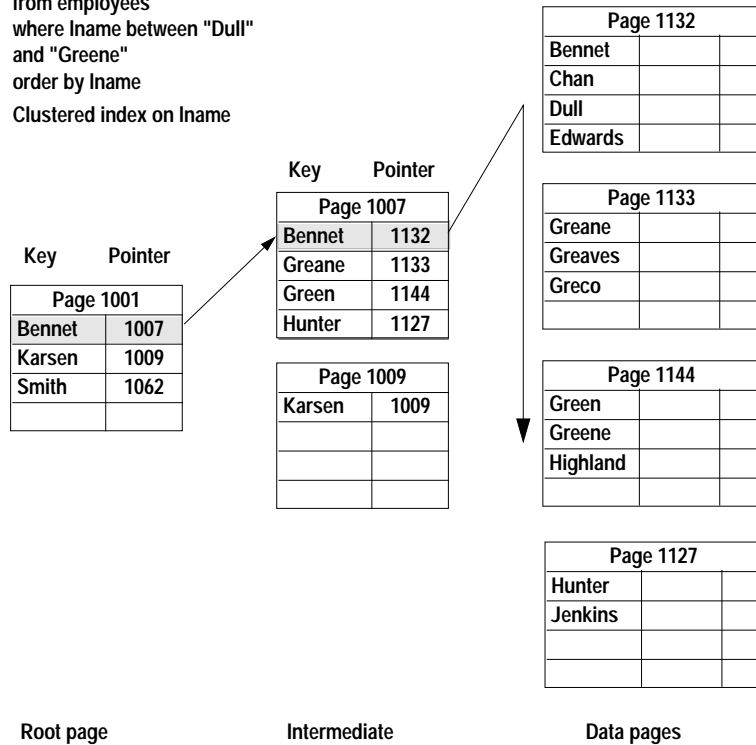 from employees
where lname between "Dull"
and "Greene"
order by lname
Clustered index on lname
Key Pointer
Page 1001
Bennet 1007
Karsen 1009
Smith 1062
Root page
Key Pointer
Page 1007
Bennet 1132
Greane 1133
Green 1144
Hunter 1127
Page 1009
Karsen 1009
Intermediate
Page 1132
Bennet
Chan
Dull
Edwards
Page 1133
Greane
Greaves
Greco
Page 1144
Green
Greene
Highland
Page 1127
Hunter
Jenkins
Data pages